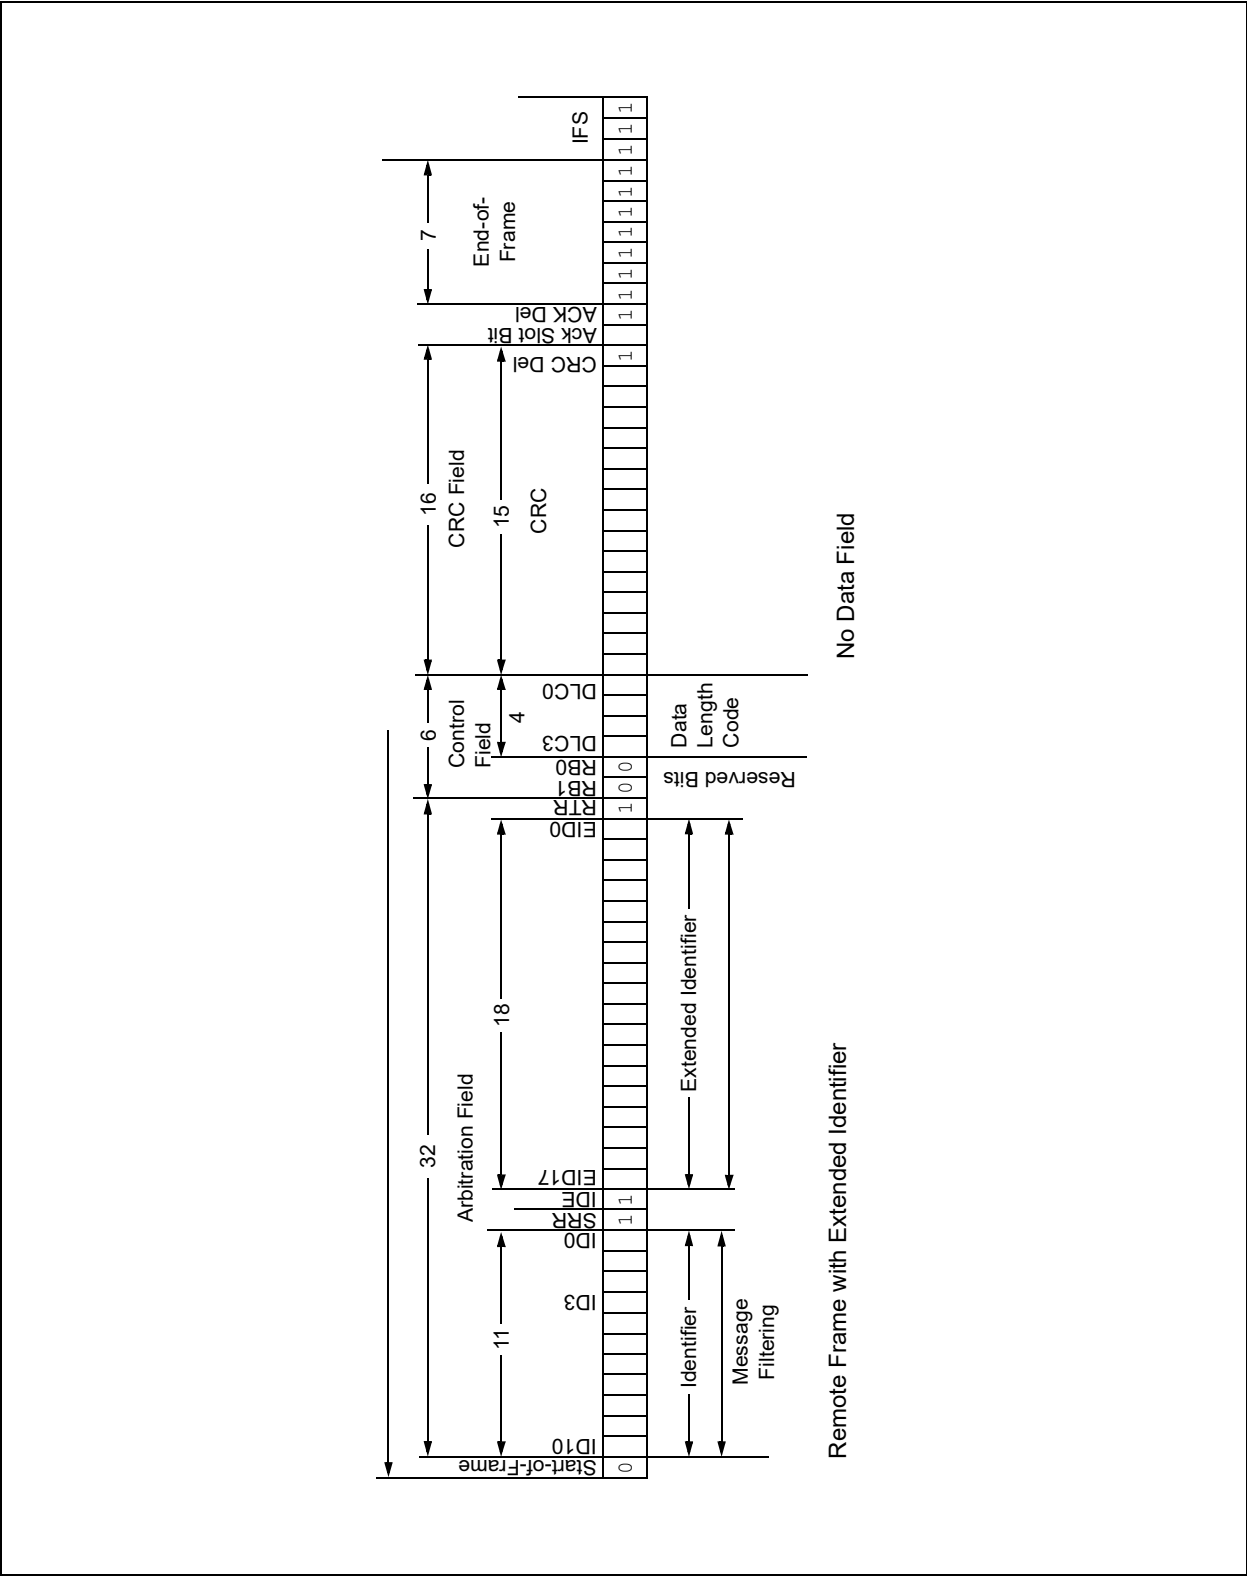 32
Arbitration Field
6
Control
Field
16
CRC Field
7
End-of-
Frame
IFS
11
18
4
15
CRC
Start-of-Frame
ID10
ID3
ID0
SRR
IDE
EID17
EID0
RTR
RB1
RB0
DLC3
DLC0
CRC Del
Ack Slot Bit
ACK Del
0
1 1
1 0 0
1
1 1 1 1 1 1 1 1 1 1 1
Identifier
Message
Filtering
Extended Identifier
Reserved Bits
Data
Length
Code
No Data Field
Remote Frame with Extended Identifier